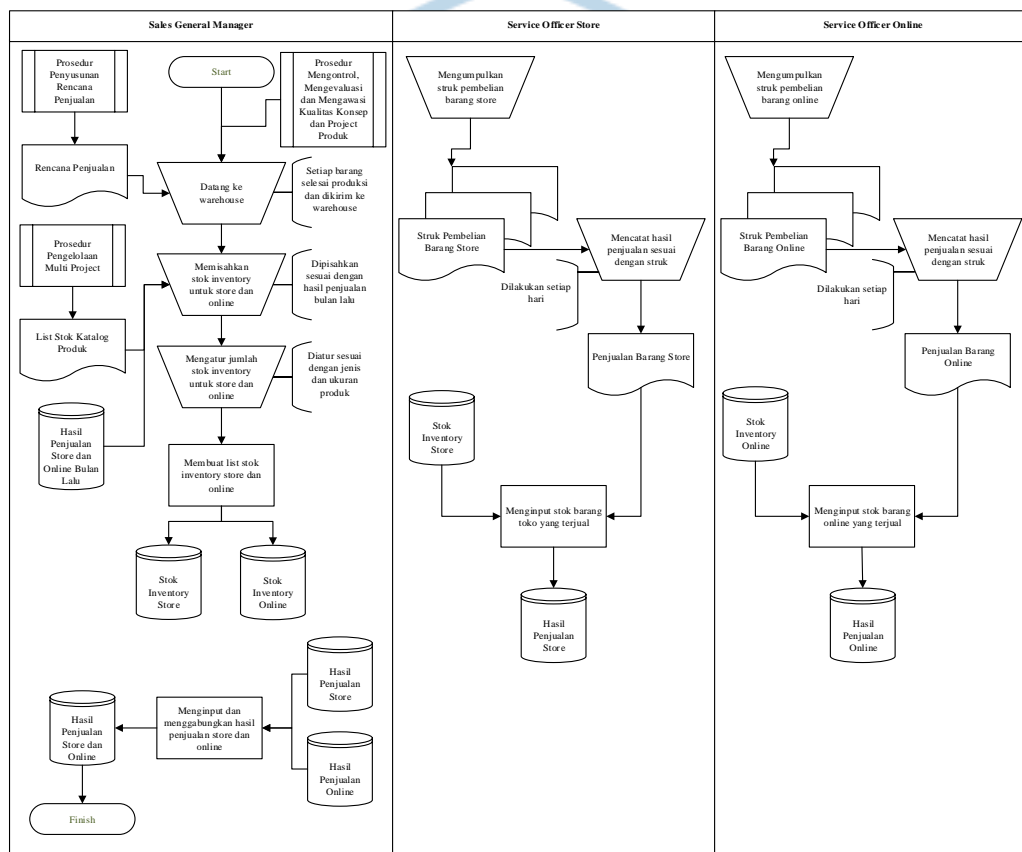 Sales General Manager
Service Officer Store
Service Officer Online
Prosedur
Penyusunan
Rencana
Penjualan
Start
Prosedur
Mengontrol,
Mengevaluasi
dan Mengawasi
Kualitas Konsep
dan Project
Produk
Rencana Penjualan
Datang ke
warehouse
Setiap barang
selesai produksi
dan dikirim ke
warehouse
Prosedur
Pengelolaan
Multi Project
Memisahkan
stok inventory
untuk store dan
online
Dipisahkan
sesuai dengan
hasil penjualan
bulan lalu
List Stok Katalog
Produk
Mengatur jumlah
stok inventory
untuk store dan
online
Diatur sesuai
dengan jenis
dan ukuran
produk
Hasil
Penjualan
Store dan
Online Bulan
Lalu
Membuat list stok
inventory store dan
online
Stok
Inventory
Store
Stok
Inventory
Online
Hasil
Penjualan
Store
Hasil
Penjualan
Online
Menginput dan
menggabungkan hasil
penjualan store dan
online
Hasil
Penjualan
Store dan
Online
Finish
Mengumpulkan
struk pembelian
barang store
Struk Pembelian
Barang Store
Mencatat hasil
penjualan sesuai
dengan struk
Dilakukan setiap
hari
Penjualan Barang Store
Stok
Inventory
Store
Menginput stok barang
toko yang terjual
Hasil
Penjualan
Store
Mengumpulkan
struk pembelian
barang online
Struk Pembelian
Barang Online
Mencatat hasil
penjualan sesuai
dengan struk
Dilakukan setiap
hari
Penjualan Barang
Online
Stok
Inventory
Online
Menginput stok barang
online yang terjual
Hasil
Penjualan
Online